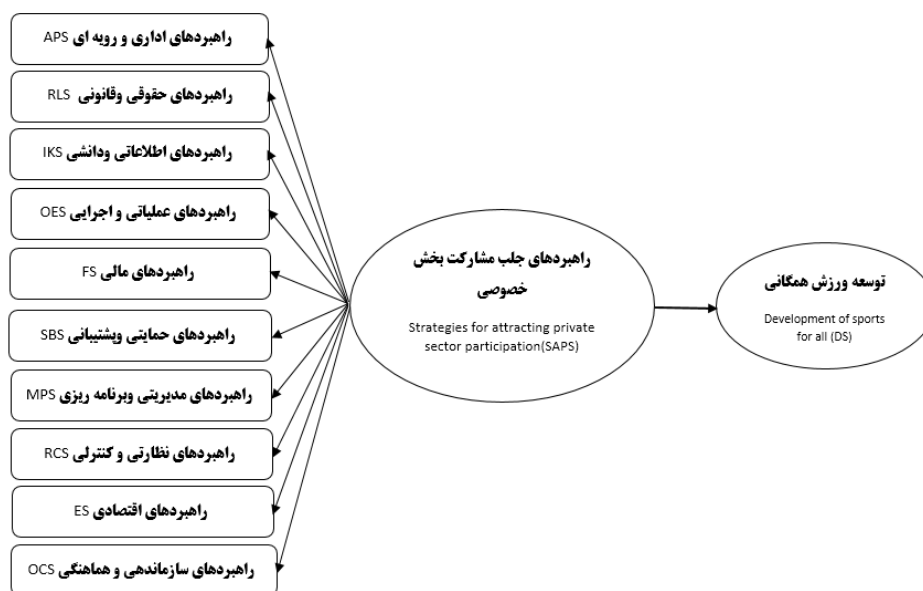 راهبردهای اداری و رویه ای APS
راهبردهای حقوقی وقانونی RLS
راهبردهای اطلاعاتی ودانشی IKS
راهبردهای عملیاتی و اجرایی OES
راهبردهای مالی FS
راهبردهای حمایتی وپشتیبانی SBS
راهبردهای مدیریتی وبرنامه ریزی MPS
راهبردهای نظارتی و کنترلی RCS
راهبردهای اقتصادی ES
راهبردهای سازماندهی و هماهنگی OCS
راهبردهای جلب مشارکت بخش
خصوصی
Strategies for attracting private
sector participation(SAPS)
توسعه ورزش همگانی
Development of sports
for all (DS)